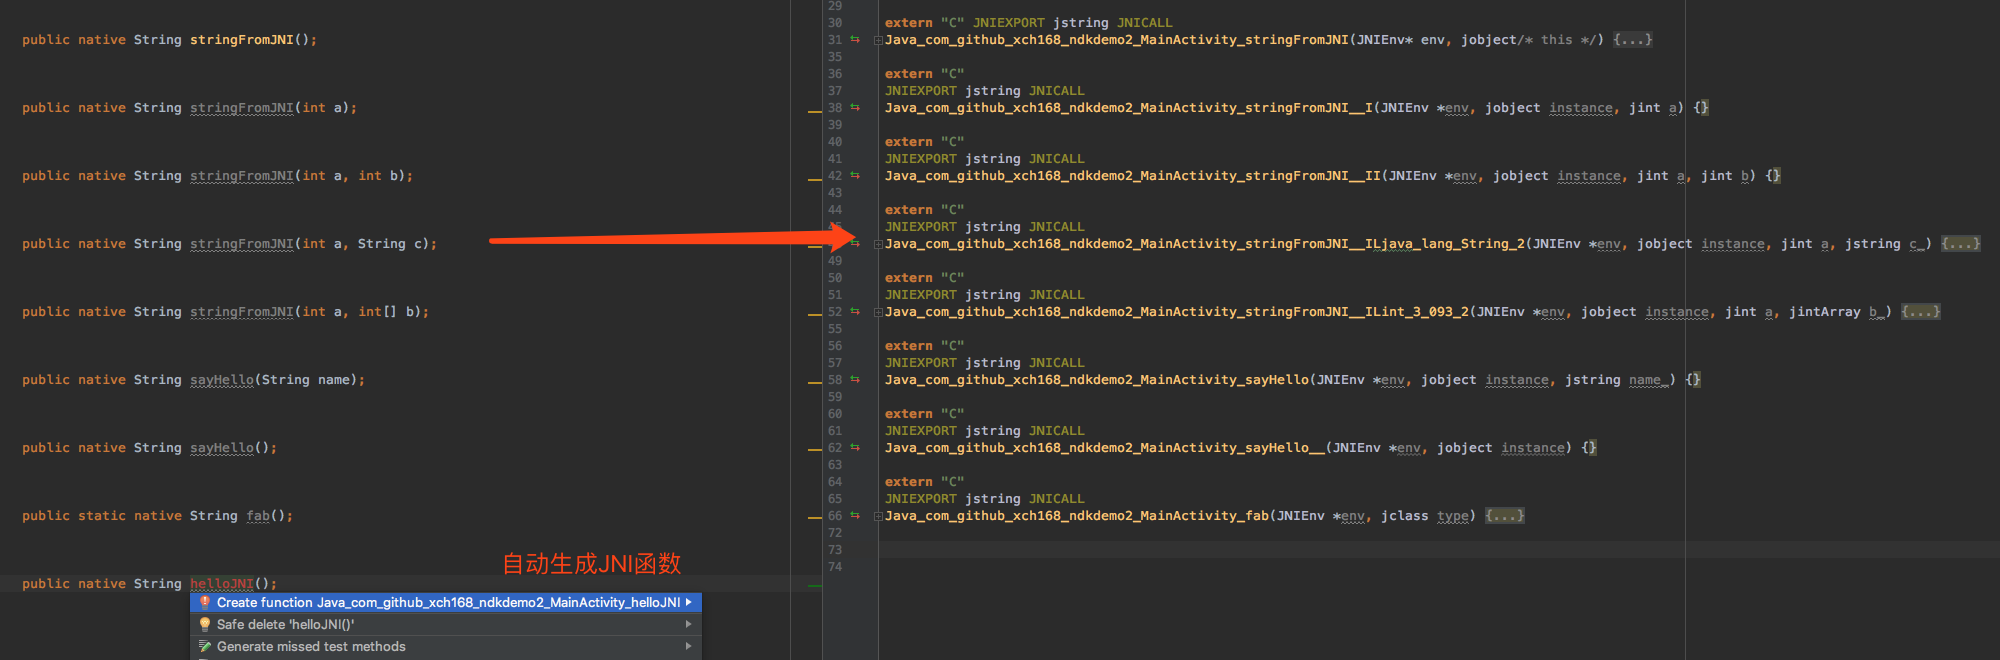 public native String stringFromJNI();
public native String stringFromJNI(int a);
public native String stringFromJNI(int a, int b);
public native String stringFromJNI(int a, String c);
public native String stringFromJNI(int a, int[] b);
public native String sayHello(String name);
public native String sayHello();
public static native String fab();
自动生成JNI函数
public native String helloJNI();
Create function Java_com_github_xch168_ndkdemo2_MainActivity_helloJNI
Safe delete 'helloJNI()'
Generate missed test methods
29
30 extern "C" JNIEXPORT jstring JNICALL
31 Java_com_github_xch168_ndkdemo2_MainActivity_stringFromJNI(JNIEnv* env, jobject/* this */) {...}
35
36 extern "C"
37 JNIEXPORT jstring JNICALL
38 Java_com_github_xch168_ndkdemo2_MainActivity_stringFromJNI__I(JNIEnv *env, jobject instance, jint a) {}
39
40 extern "C"
41 JNIEXPORT jstring JNICALL
42 Java_com_github_xch168_ndkdemo2_MainActivity_stringFromJNI__II(JNIEnv *env, jobject instance, jint a, jint b) {}
43
44 extern "C"
JNIEXPORT jstring JNICALL
Java_com_github_xch168_ndkdemo2_MainActivity_stringFromJNI__ILjava_lang_String_2(JNIEnv *env, jobject instance, jint a, jstring c_) {...}
49
50 extern "C"
51 JNIEXPORT jstring JNICALL
52 Java_com_github_xch168_ndkdemo2_MainActivity_stringFromJNI__ILint_3_093_2(JNIEnv *env, jobject instance, jint a, jintArray b_) {...}
55
56 extern "C"
57 JNIEXPORT jstring JNICALL
58 Java_com_github_xch168_ndkdemo2_MainActivity_sayHello(JNIEnv *env, jobject instance, jstring name_) {}
59
60 extern "C"
61 JNIEXPORT jstring JNICALL
62 Java_com_github_xch168_ndkdemo2_MainActivity_sayHello__(JNIEnv *env, jobject instance) {}
63
64 extern "C"
65 JNIEXPORT jstring JNICALL
66 Java_com_github_xch168_ndkdemo2_MainActivity_fab(JNIEnv *env, jclass type) {...}
72
73
74